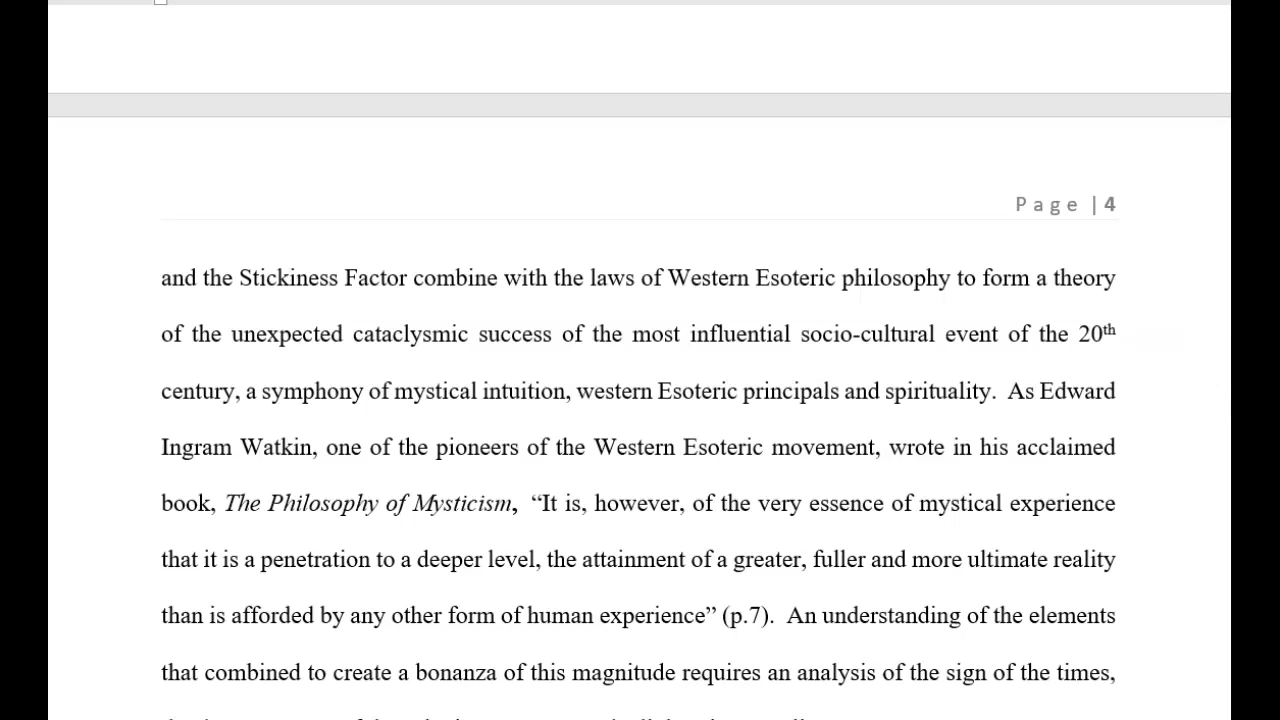 Page | 4
and the Stickiness Factor combine with the laws of Western Esoteric philosophy to form a theory
of the unexpected cataclysmic success of the most influential socio-cultural event of the 20th
century, a symphony of mystical intuition, western Esoteric principals and spirituality.  As Edward
Ingram Watkin, one of the pioneers of the Western Esoteric movement, wrote in his acclaimed
book, The Philosophy of Mysticism,  “It is, however, of the very essence of mystical experience
that it is a penetration to a deeper level, the attainment of a greater, fuller and more ultimate reality
than is afforded by any other form of human experience” (p.7).  An understanding of the elements
that combined to create a bonanza of this magnitude requires an analysis of the sign of the times,